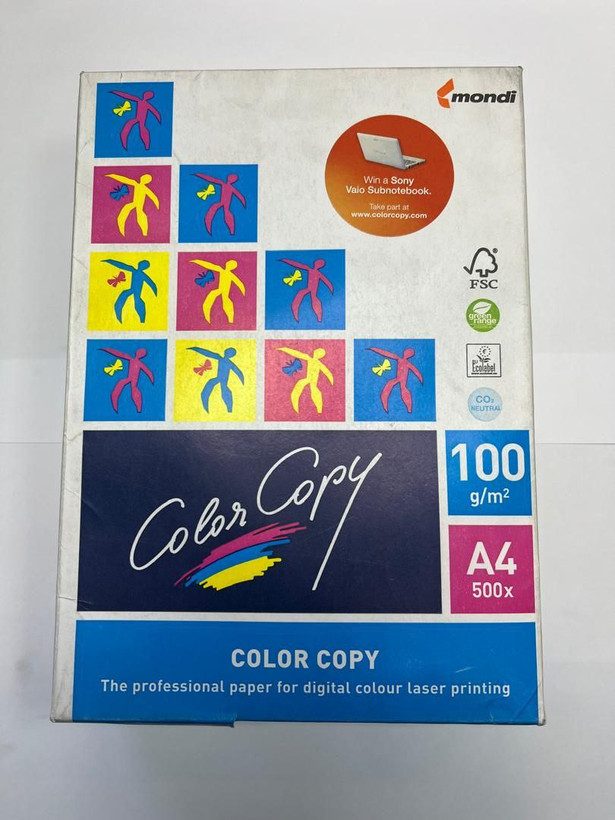 mondi
Win a Sony
Vaio Subnotebook.
Take part at
www.colorcopy.com
FSC
green
range
Ecolabel
CO₂
NEUTRAL
Color Copy
100
g/m²
A4
500x
COLOR COPY
The professional paper for digital colour laser printing